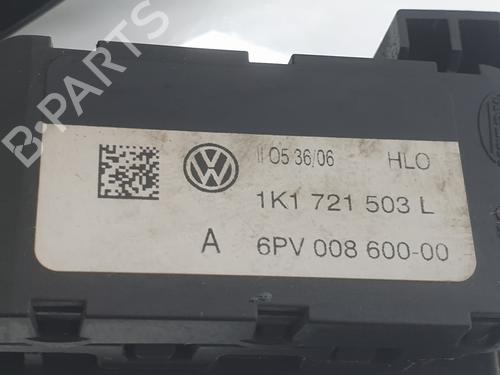 II 05 36/06 HLO
1K1 721 503 L
A 6PV 008 600-00
B-PARTS